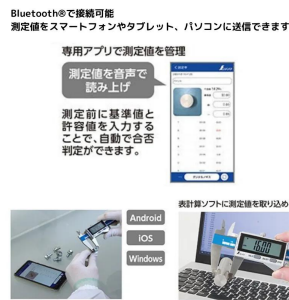 Bluetooth®で接続可能
測定値をスマートフォンやタブレット、パソコンに送信できます
専用アプリで測定値を管理
測定値を音声で
読み上げ
測定前に基準値と
許容値を入力する
ことで、自動で合否
判定ができます。
Android
iOS
Windows
表計算ソフトに測定値を取り込め